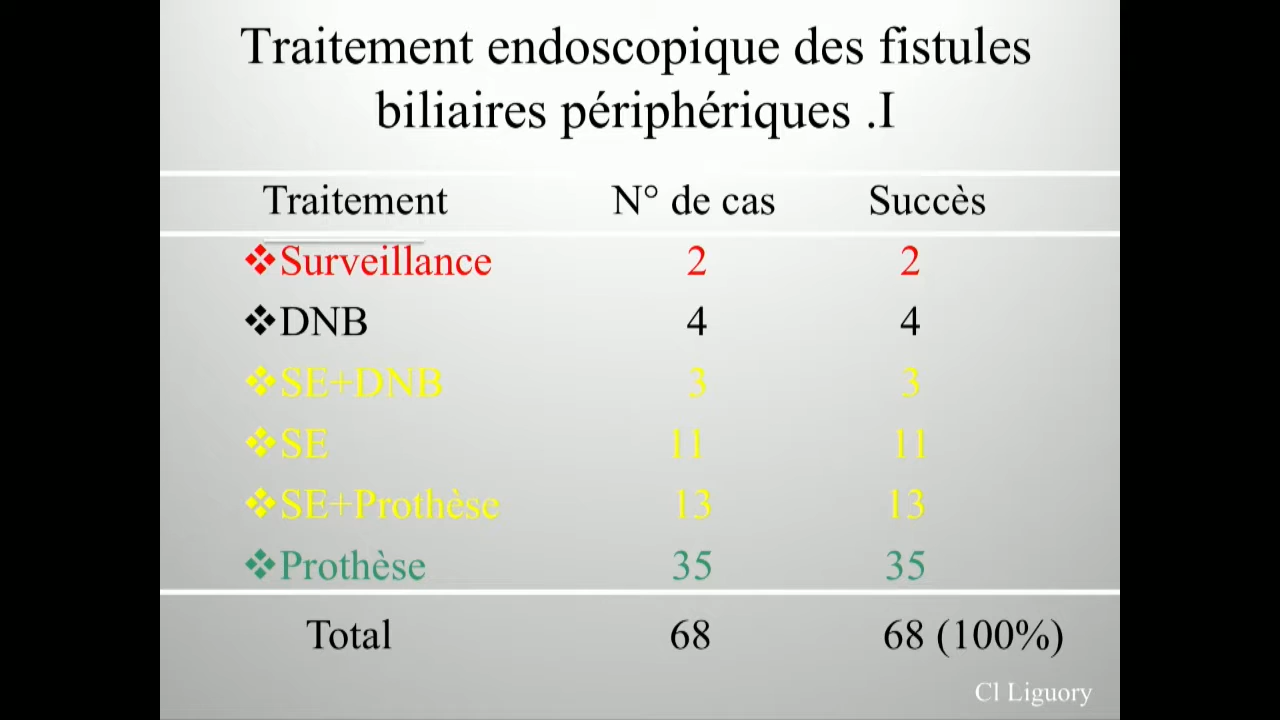 Traitement endoscopique des fistules
biliaires périphériques .I
Traitement N° de cas Succès
❖Surveillance 2 2
❖DNB 4 4
❖SE+DNB 3 3
❖SE 11 11
❖SE+Prothèse 13 13
❖Prothèse 35 35
Total 68 68 (100%)
Cl Liguory